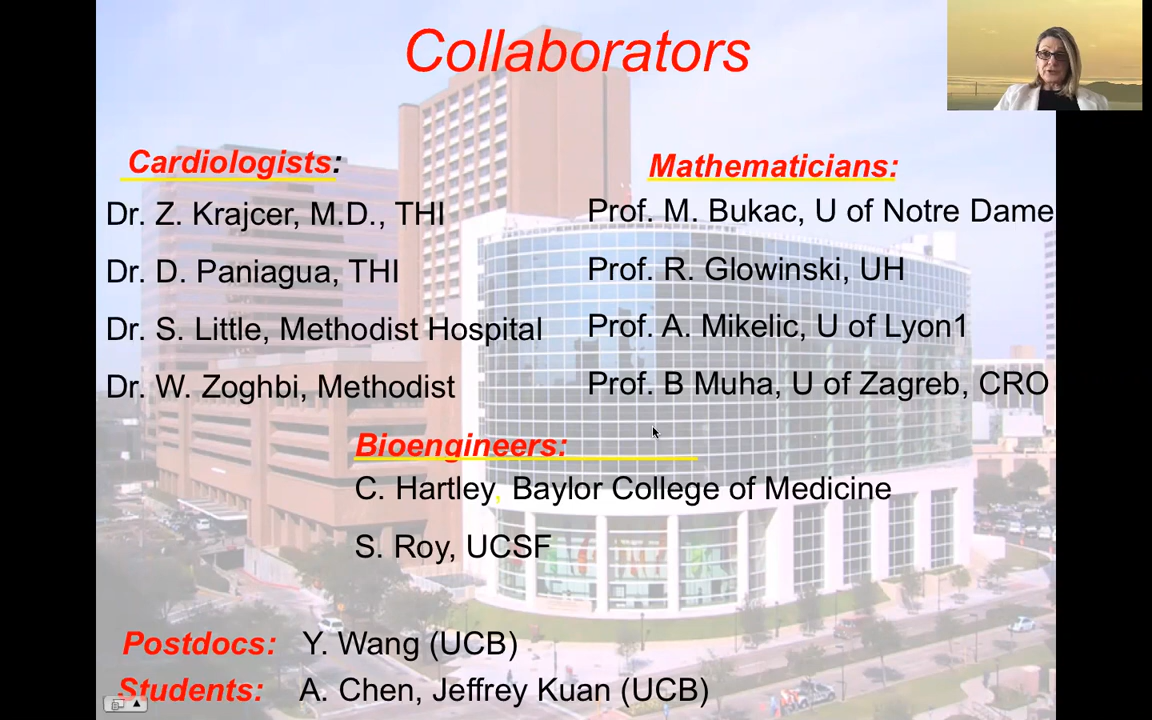 Collaborators
Cardiologists:
Dr. Z. Krajcer, M.D., THI
Dr. D. Paniagua, THI
Dr. S. Little, Methodist Hospital
Dr. W. Zoghbi, Methodist
Mathematicians:
Prof. M. Bukac, U of Notre Dame
Prof. R. Glowinski, UH
Prof. A. Mikelic, U of Lyon1
Prof. B Muha, U of Zagreb, CRO
Bioengineers:
C. Hartley, Baylor College of Medicine
S. Roy, UCSF
Postdocs: Y. Wang (UCB)
Students: A. Chen, Jeffrey Kuan (UCB)